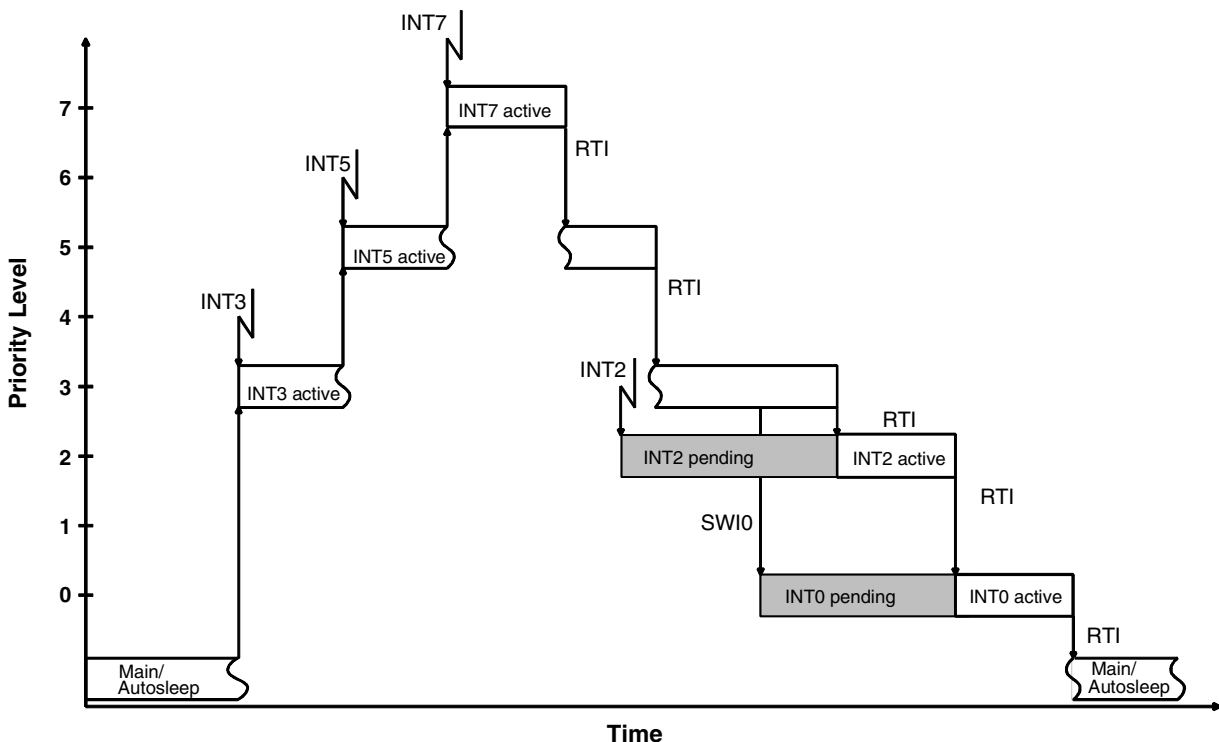 INT7
7
INT7 active
RTI
INT5
6
5
INT5 active
RTI
INT3
4
INT2
3
INT3 active
RTI
2
INT2 pending
INT2 active
RTI
1
SWI0
0
INT0 pending
INT0 active
RTI
Main/
Autosleep
Main/
Autosleep
Priority Level
Time